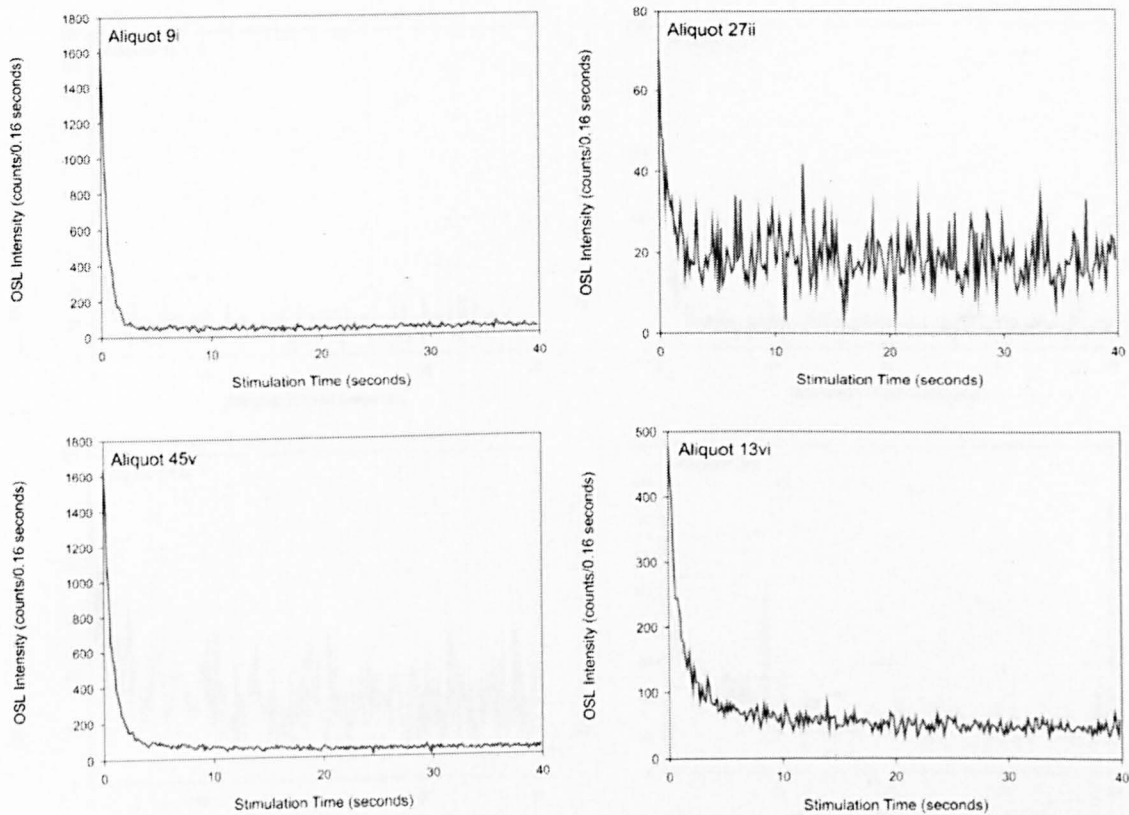 Aliquot 9i
OSL Intensity (counts/0.16 seconds)
1800
1600
1400
1200
1000
800
600
400
200
0
0 10 20 30 40
Stimulation Time (seconds)
Aliquot 27ii
OSL Intensity (counts/0.16 seconds)
80
60
40
20
0
0 10 20 30 40
Stimulation Time (seconds)
Aliquot 45v
OSL Intensity (counts/0.16 seconds)
1800
1600
1400
1200
1000
800
600
400
200
0
0 10 20 30 40
Stimulation Time (seconds)
Aliquot 13vi
OSL Intensity (counts/0.16 seconds)
500
400
300
200
100
0
0 10 20 30 40
Stimulation Time (seconds)